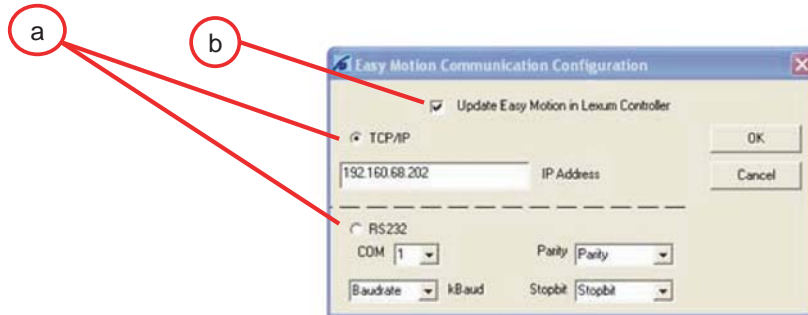 a
b
Easy Motion Communication Configuration
Update Easy Motion in Lexum Controller
TCP/IP
OK
192.160.68.202 IP Address
Cancel
RS232
COM 1 Parity Parity
Baudrate kBaud Stopbit Stopbit